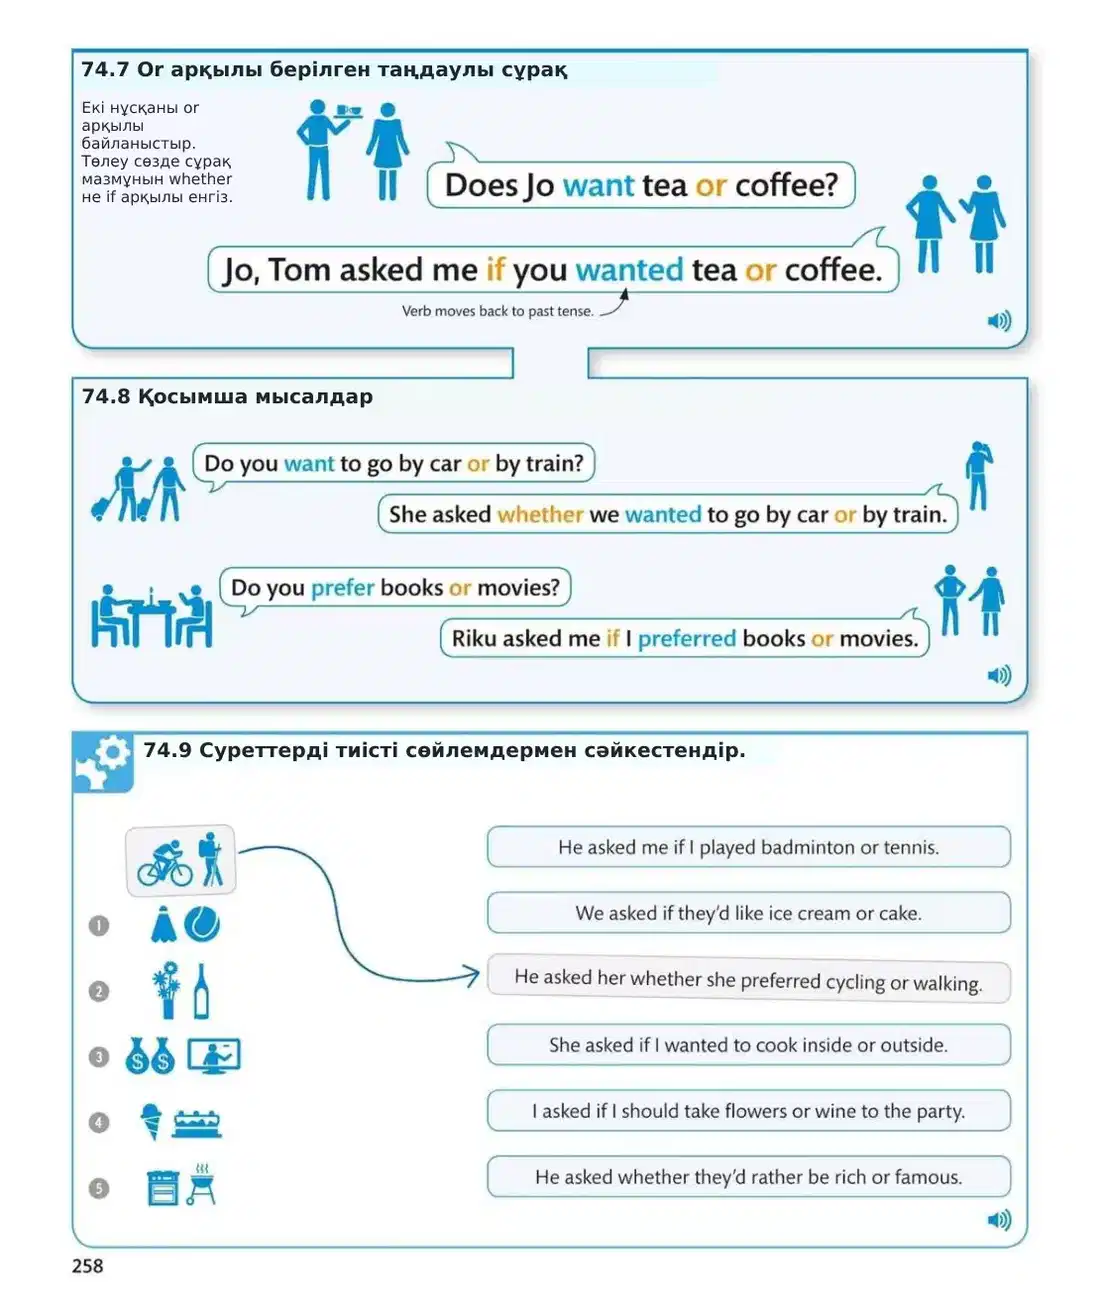 74.7 Or арқылы берілген таңдаулы сұрақ
Екі нұсқаны or
арқылы
байланыстыр.
Төлеу сөзде сұрақ
мазмұнын whether
не if арқылы енгіз.
Does Jo want tea or coffee?
Jo, Tom asked me if you wanted tea or coffee.
Verb moves back to past tense.
74.8 Қосымша мысалдар
Do you want to go by car or by train?
She asked whether we wanted to go by car or by train.
Do you prefer books or movies?
Riku asked me if I preferred books or movies.
74.9 Суреттерді тиісті сөйлемдермен сәйкестендір.
He asked me if I played badminton or tennis.
1
We asked if they’d like ice cream or cake.
2
He asked her whether she preferred cycling or walking.
3
$ $
She asked if I wanted to cook inside or outside.
4
I asked if I should take flowers or wine to the party.
5
He asked whether they’d rather be rich or famous.
258